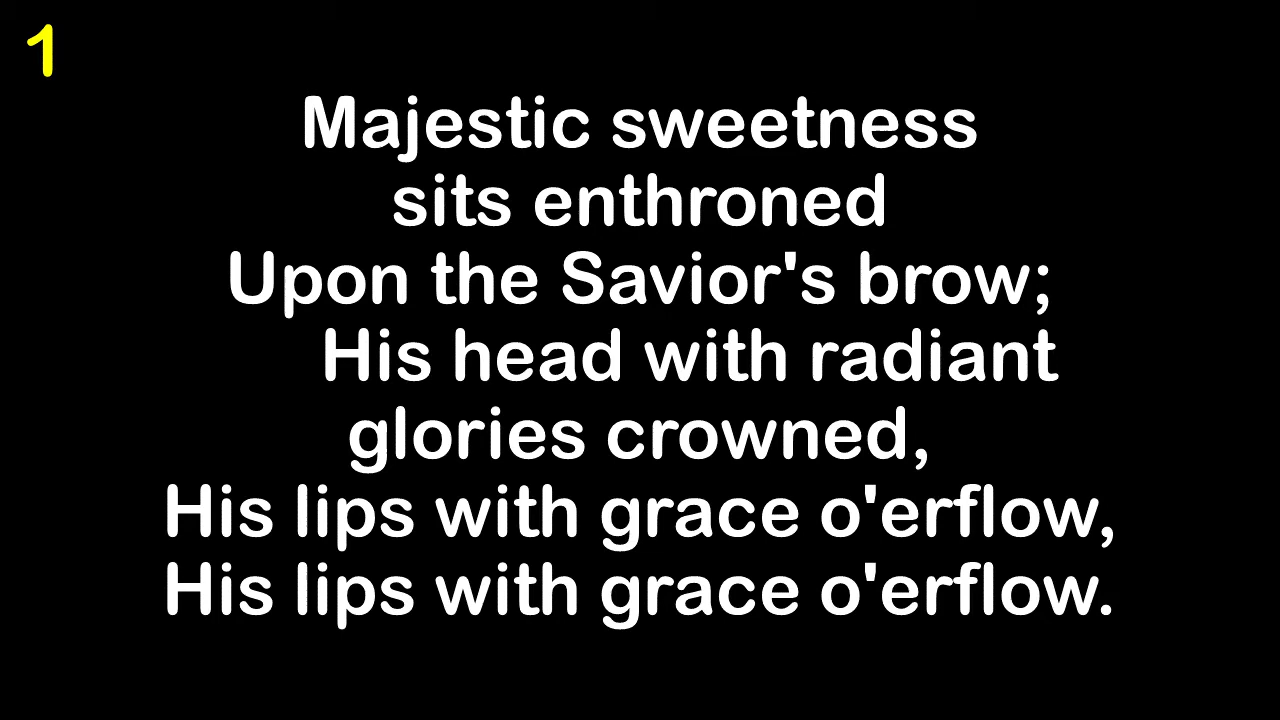 1
Majestic sweetness
sits enthroned
Upon the Savior's brow;
His head with radiant
glories crowned,
His lips with grace o'erflow,
His lips with grace o'erflow.